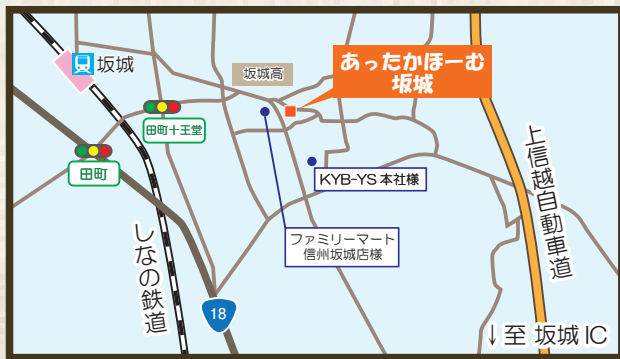 坂城
坂城高
あったかほーむ
坂城
田町十王堂
田町
KYB-YS 本社様
ファミリーマート
信州坂城店様
しなの鉄道
18
上信越自動車道
↓至 坂城 IC